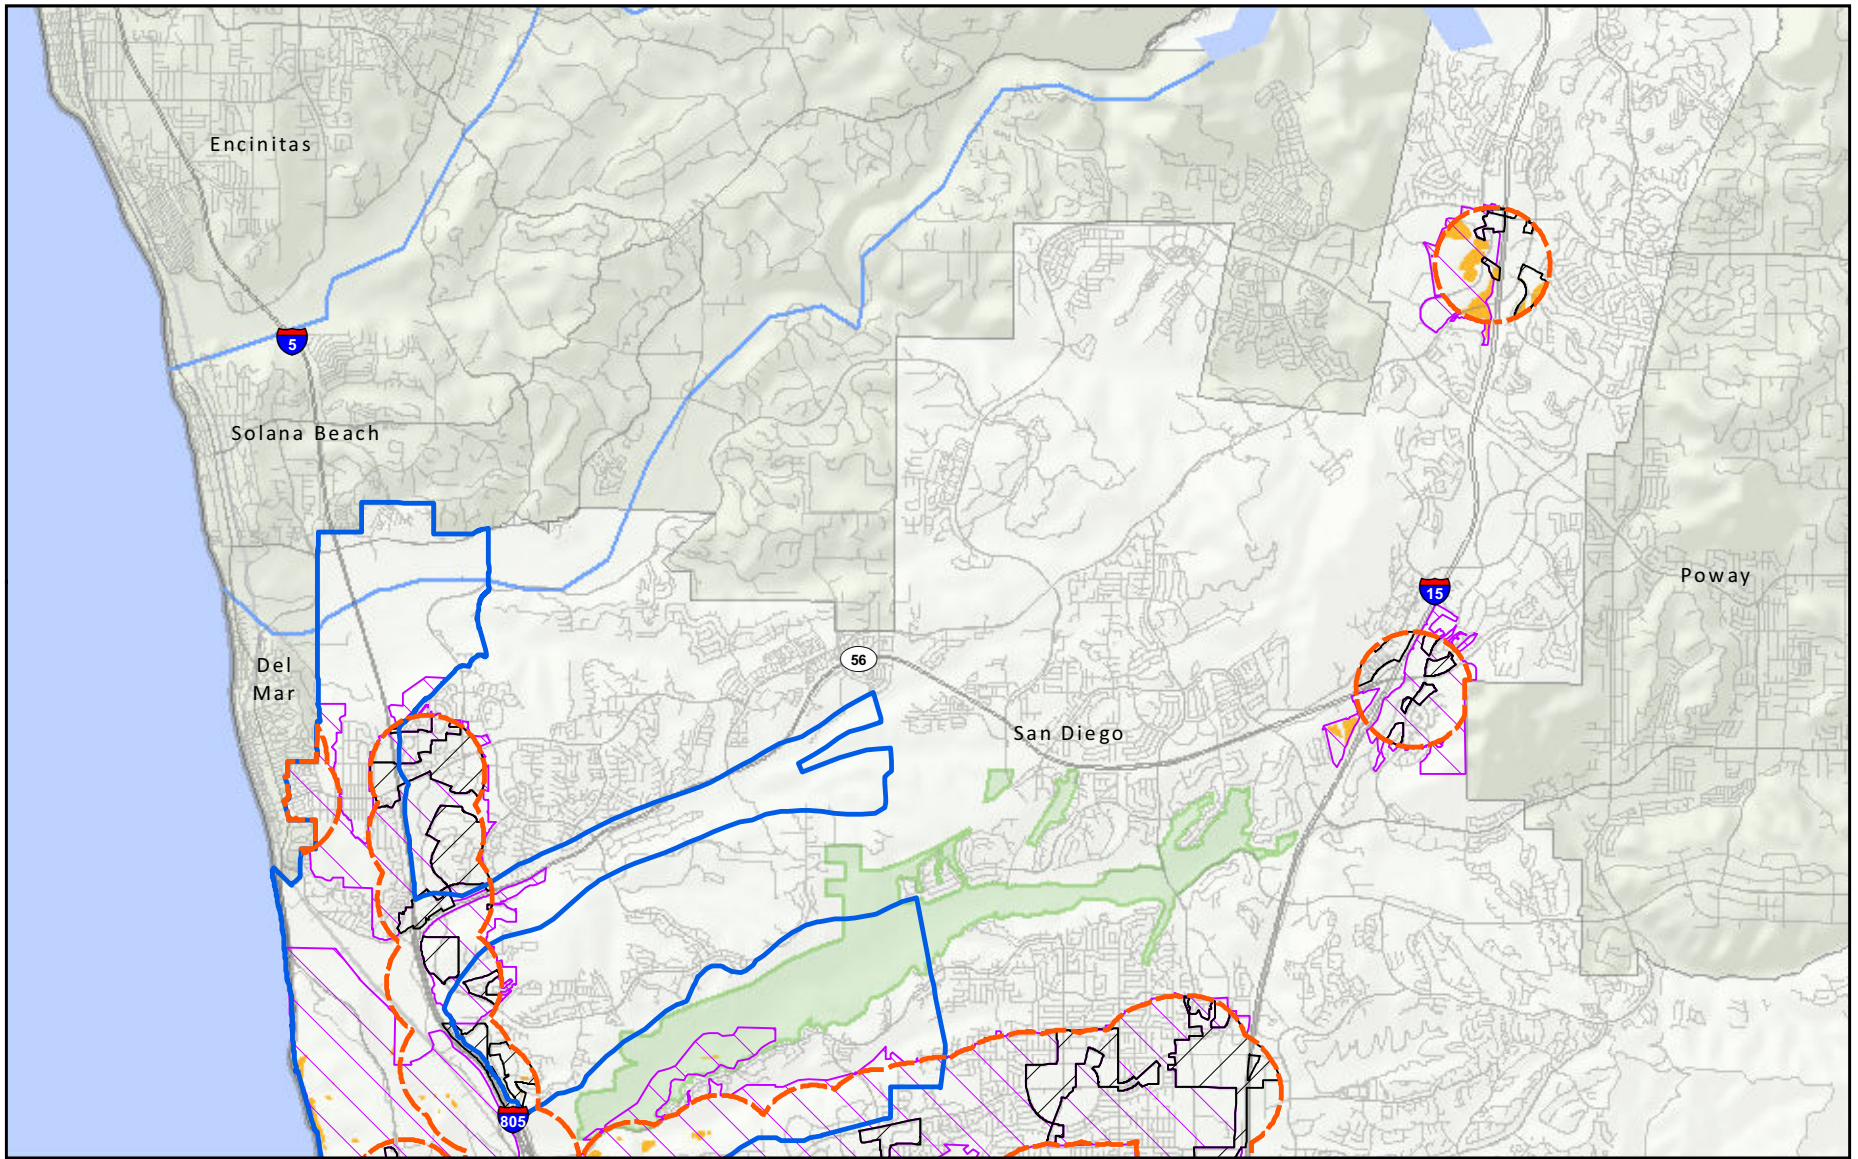 Encinitas
5
Solana Beach
Poway
15
Del
Mar
56
San Diego
805